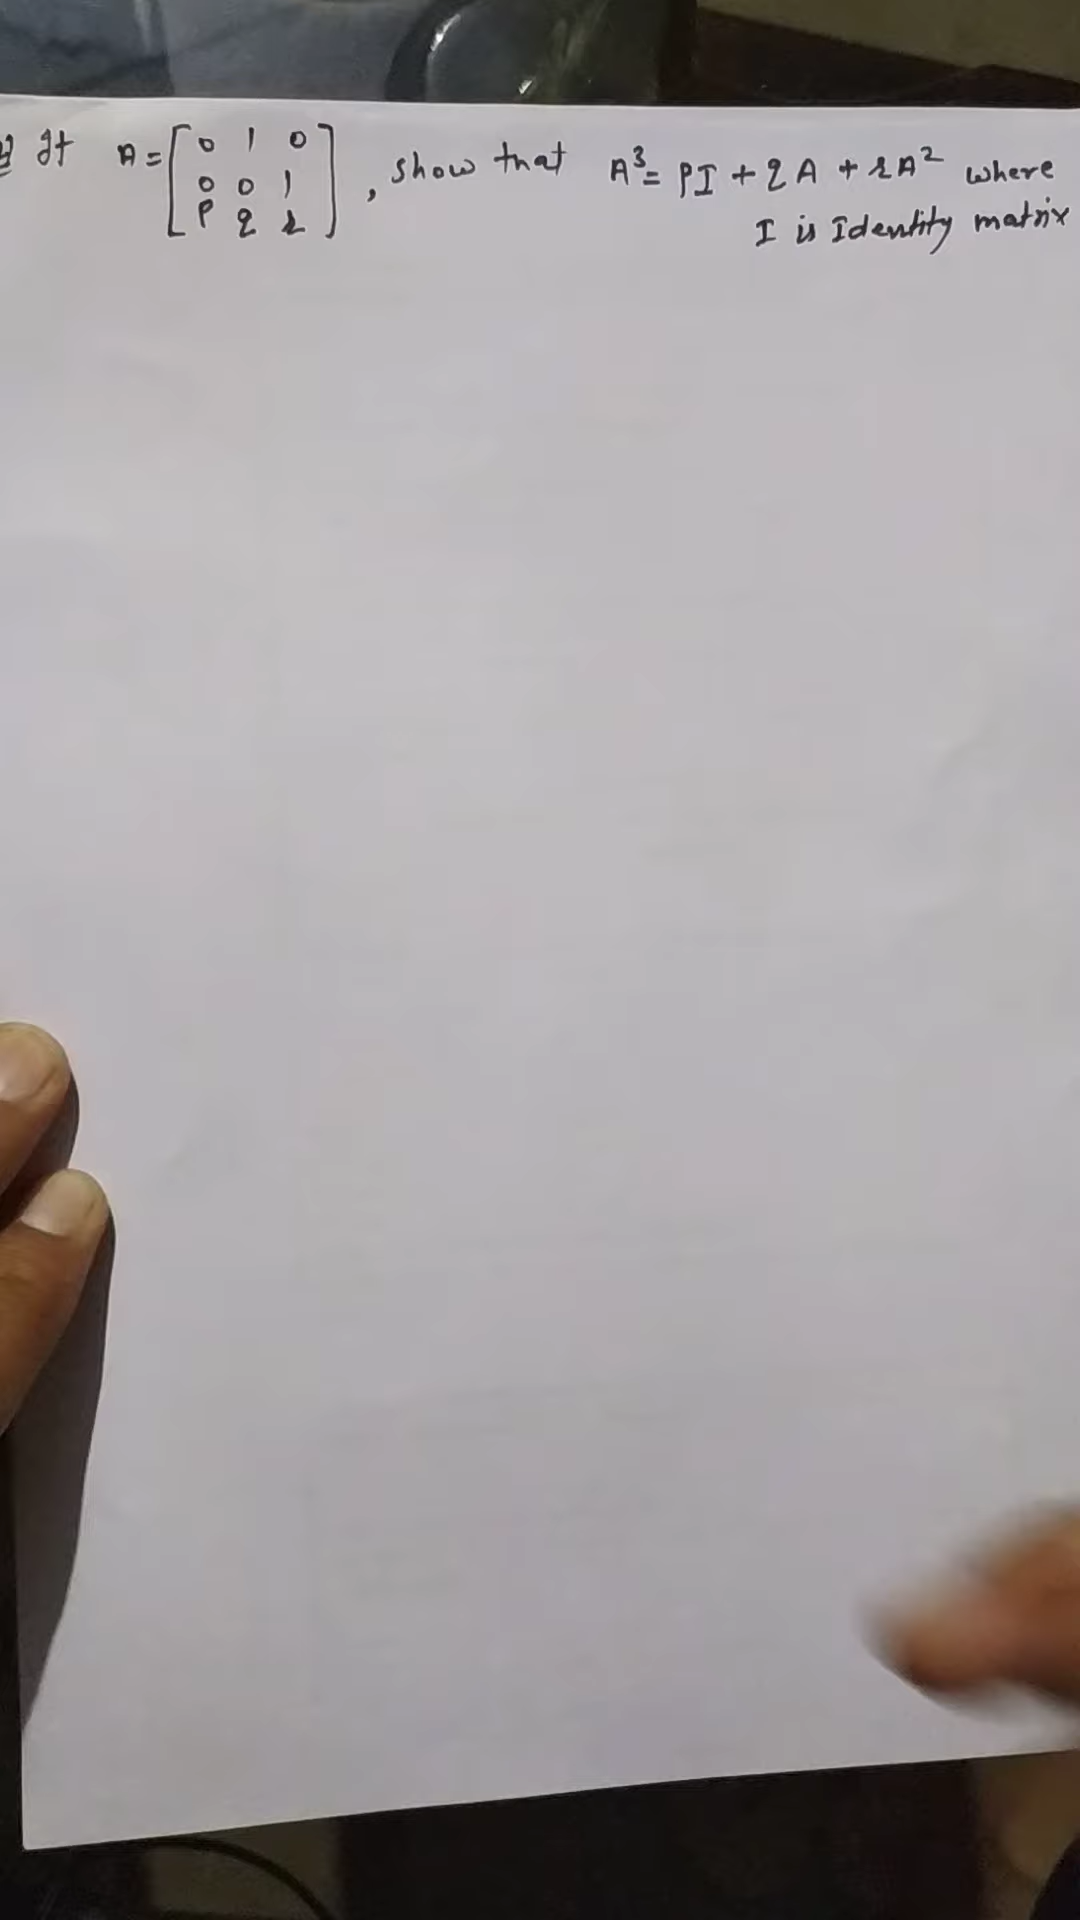 If A = [0 1 0
0 0 1
p q r], show that A³ = pI + qA + rA² where
I is Identity matrix